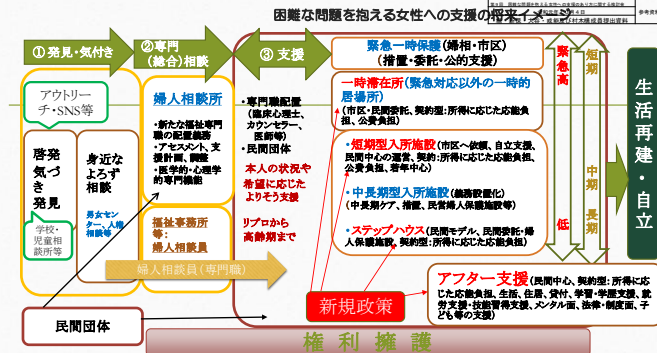 困難な問題を抱える女性への支援の将来イメージ
参考資
①発見・気付き
②専門
(総合)相談
③ 支援
緊急一時保護(婦相・市区)
(措置・委託・公的支援)
緊急
高
低
短期
中期
長期
生活再建・自立
アウトリー
チ・SNS等
啓発
気づ
き
発見
学校・
児童相
談所等
身近な
よろず
相談
男女セン
ター、人権
相談等
婦人相談所
・新たな福祉専門
職の配置義務
・アセスメント、支
援計画、調整
・医学的・心理学
的専門機能
福祉事務所
等:
婦人相談員
婦人相談員(専門職)
・専門職配置
(臨床心理士、
カウンセラー、
医師等)
・民間団体
本人の状況や
希望に応じた
よりそう支援
リプロから
高齢期まで
一時滞在所(緊急対応以外の一時的
居場所)
(市区・民間委託、契約型:所得に応じた応能負
担、公費負担)
・短期型入所施設(市区へ依頼、自立支援、
民間中心の運営、契約:所得に応じた応能負担、
公費負担、若年中心)
・中長期型入所施設(義務設置化)
(中長期ケア、措置、民営婦人保護施設等)
・ステップハウス(民間モデル、民間委託・婦
人保護施設、契約型:所得に応じた応能負担)
新規政策
アフター支援(民間中心、契約型:所得に応
じた応能負担、生活、住居、貸付、学習・学歴支援、就
労支援・技能習得支援、メンタル面、法律・制度面、子
ども等の支援)
民間団体
権利擁護